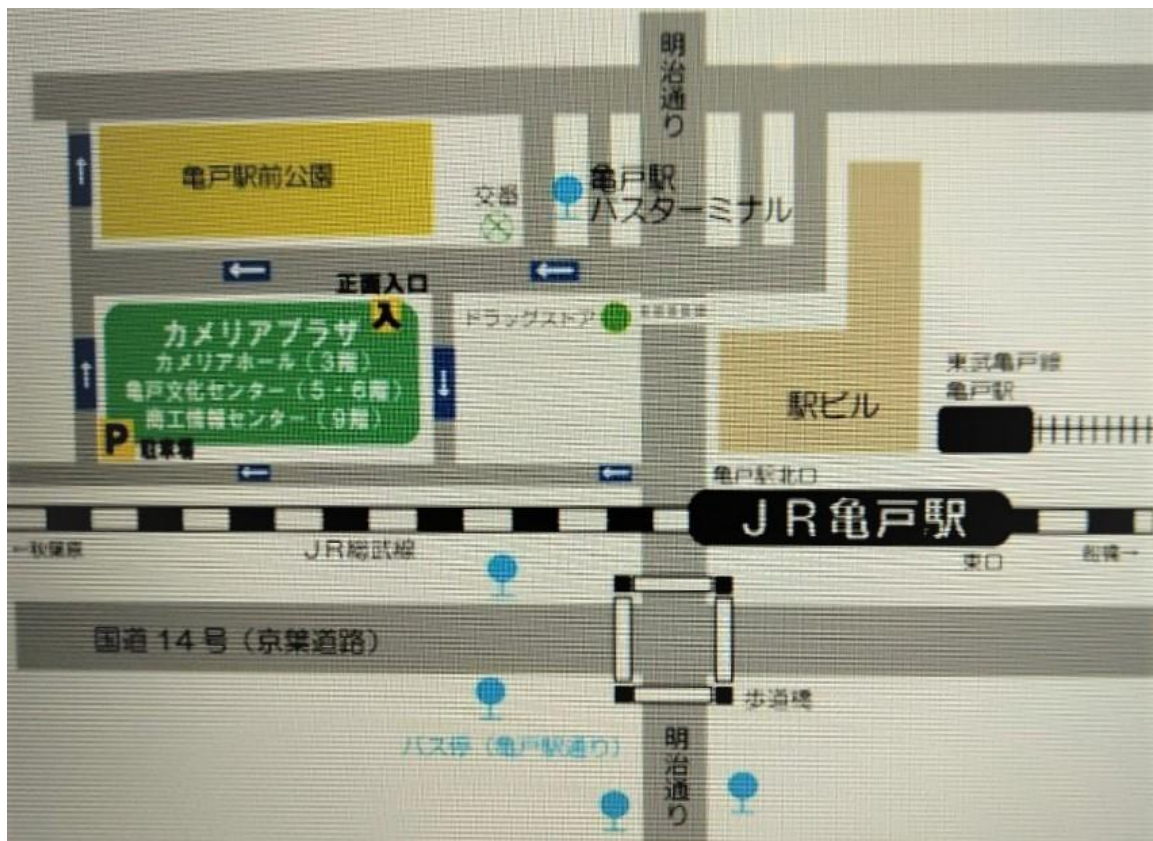 明治通り
亀戸駅前公園
交番
亀戸駅
バスターミナル
正面入口
入
カメリアプラザ
カメリアホール（3階）
亀戸文化センター（5・6階）
商工情報センター（9階）
P 駐車場
ドラッグストア
駅ビル
東武亀戸線
亀戸駅
亀戸駅北口
JR亀戸駅
←秋葉原
JR総武線
東口
船橋→
国道14号（京葉道路）
歩道橋
バス停（亀戸駅通り）
明治通り